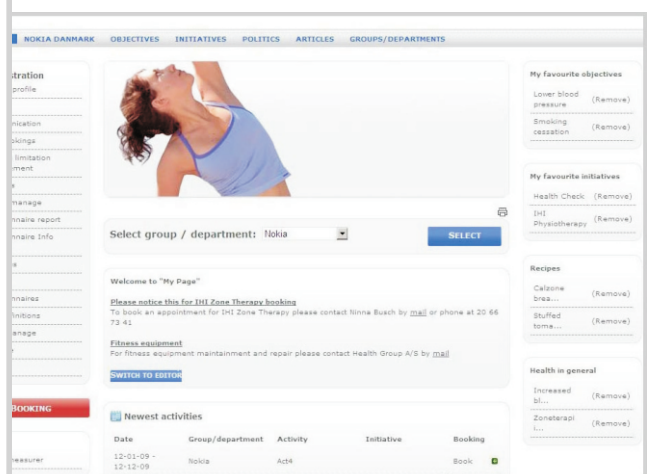 NOKIA DANMARK OBJECTIVES INITIATIVES POLITICS ARTICLES GROUPS/DEPARTMENTS
stration
profile
nication
okings
limitation
ment
s
manage
nnaire report
nnaire Info
s
nnaires
initions
anage
BOOKING
measurer
Select group / department: Nokia
SELECT
Welcome to "My Page"
Please notice this for IHI Zone Therapy booking
To book an appointment for IHI Zone Therapy please contact Ninna Busch by mail or phone at 20 66
73 41
Fitness equipment
For fitness equipment maintainment and repair please contact Health Group A/S by mail
SWITCH TO EDITOR
Newest activities
Date Group/department Activity Initiative Booking
12-01-09 -
12-12-09
Nokia Act4 Book
My favourite objectives
Lower blood
pressure
(Remove)
Smoking
cessation
(Remove)
My favourite initiatives
Health Check (Remove)
IHI
Physiotherapy
(Remove)
Recipes
Calzone
brea...
(Remove)
Stuffed
toma...
(Remove)
Health in general
Increased
bl...
(Remove)
Zoneterapi
i...
(Remove)